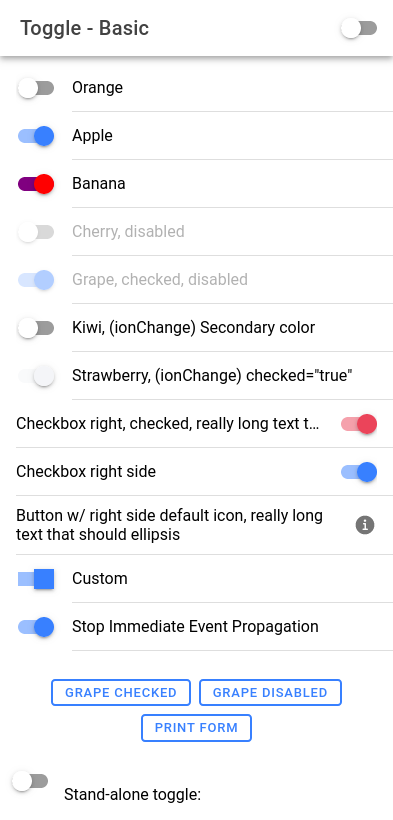 Toggle - Basic
Orange
Apple
Banana
Cherry, disabled
Grape, checked, disabled
Kiwi, (ionChange) Secondary color
Strawberry, (ionChange) checked="true"
Checkbox right, checked, really long text t...
Checkbox right side
Button w/ right side default icon, really long
text that should ellipsis
Custom
Stop Immediate Event Propagation
GRAPE CHECKED
GRAPE DISABLED
PRINT FORM
Stand-alone toggle: